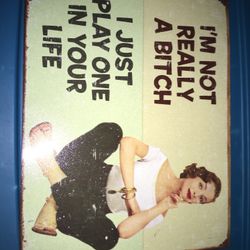 I'M NOT
REALLY
A BITCH
I JUST
PLAY ONE
IN YOUR
LIFE